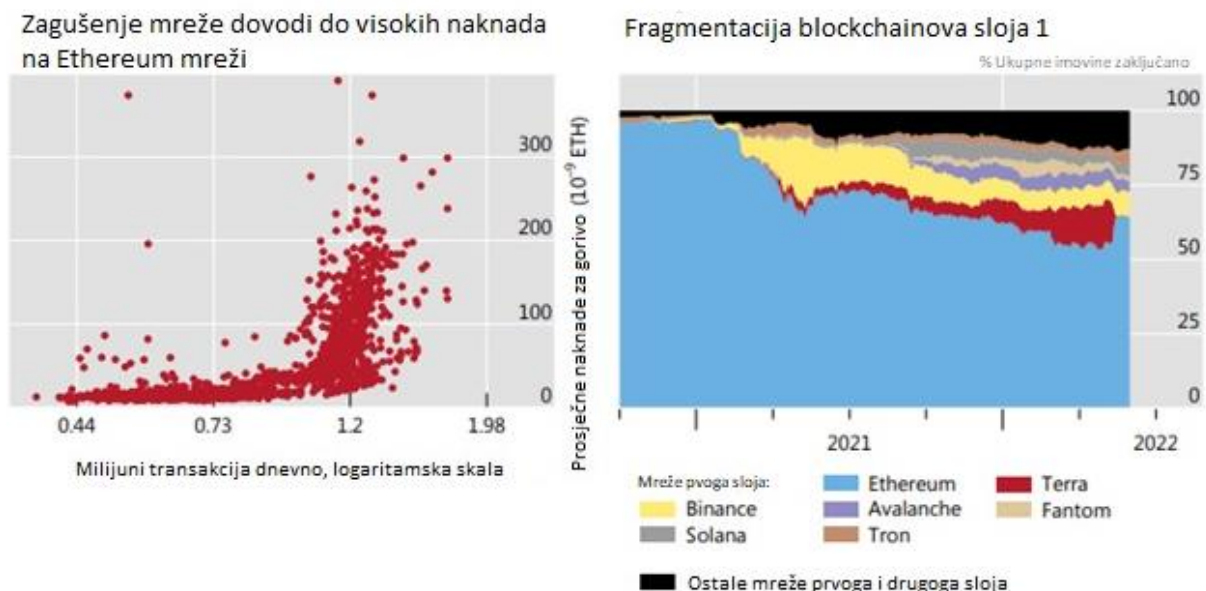 Zagušenje mreže dovodi do visokih naknada
na Ethereum mreži
300
200
100
0
0.44
0.73
1.2
1.98
Milijuni transakcija dnevno, logaritamska skala
Prosječne naknade za gorivo (10⁻⁹ ETH)
Fragmentacija blockchainova sloja 1
% Ukupne imovine zaključano
100
75
50
25
0
2021
2022
Mreže pvoga sloja:
Ethereum
Terra
Binance
Avalanche
Fantom
Solana
Tron
Ostale mreže prvoga i drugoga sloja